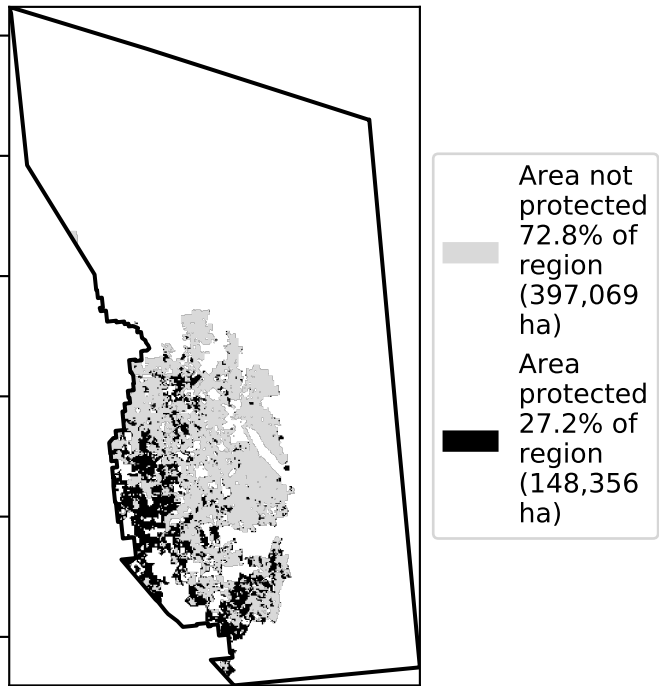 Area not
protected
72.8% of
region
(397,069
ha)
Area
protected
27.2% of
region
(148,356
ha)